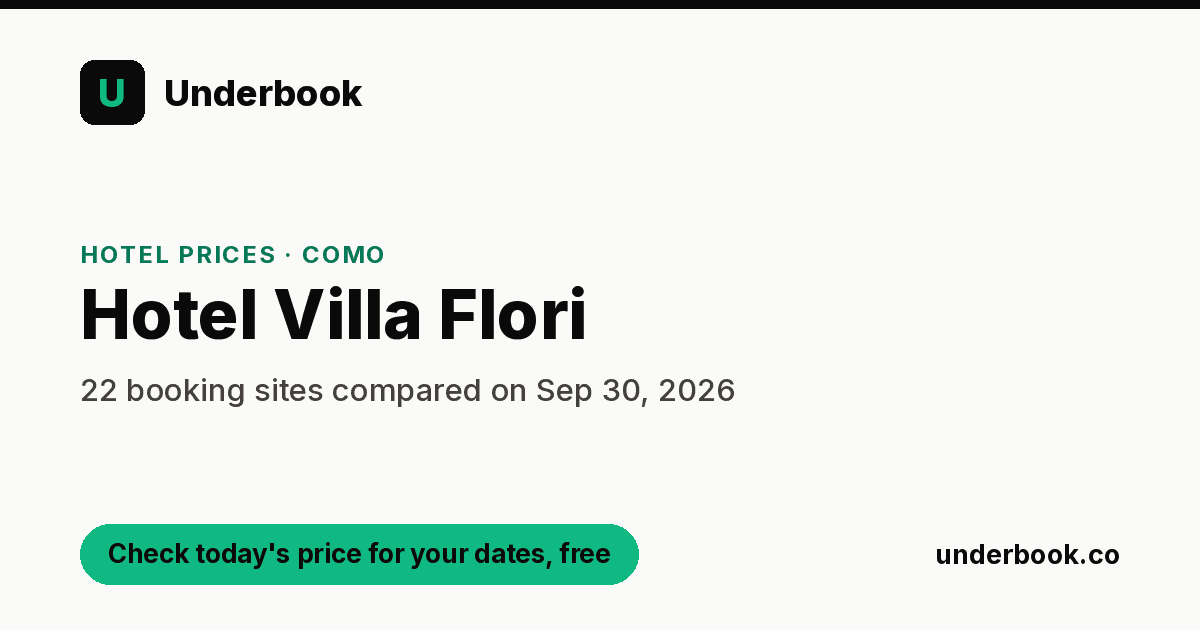 U Underbook
HOTEL PRICES · COMO
Hotel Villa Flori
22 booking sites compared on Sep 30, 2026
Check today's price for your dates, free
underbook.co